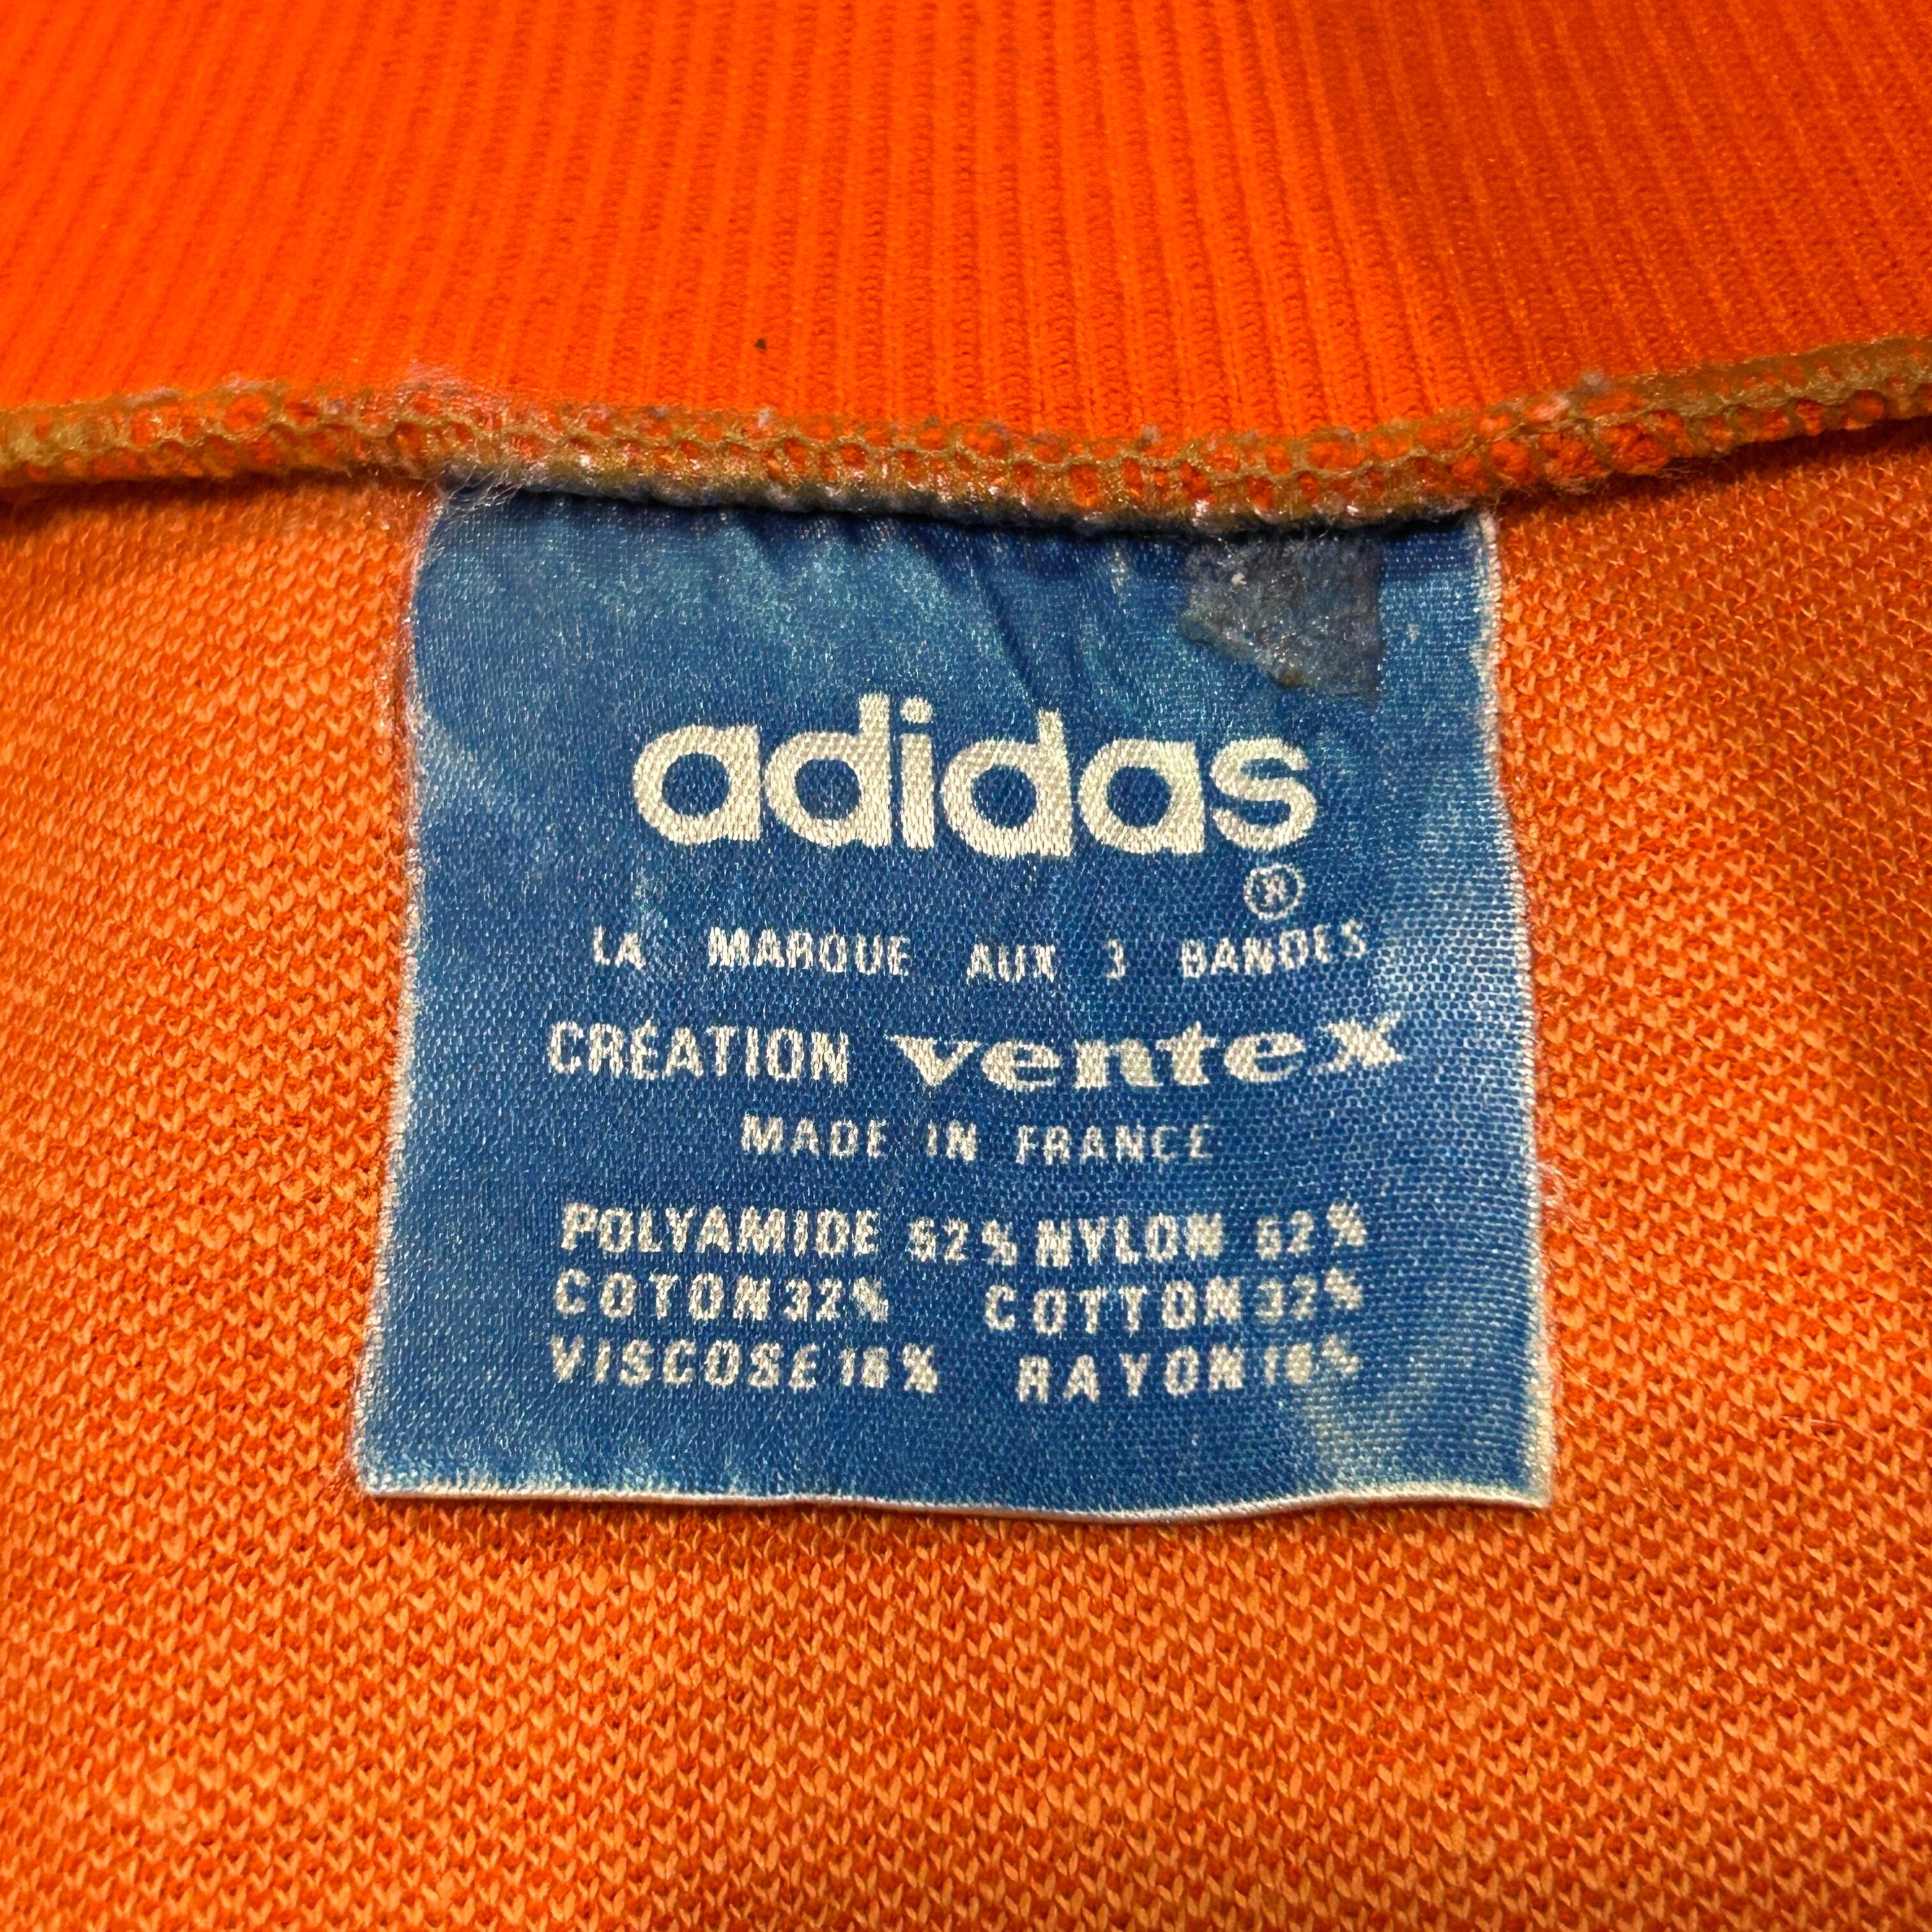 adidas
®
LA MARQUE AUX 3 BANDES
CRÉATION ventex
MADE IN FRANCE
POLYAMIDE 52% NYLON 52%
COTON 32% COTTON 32%
VISCOSE 16% RAYON 16%